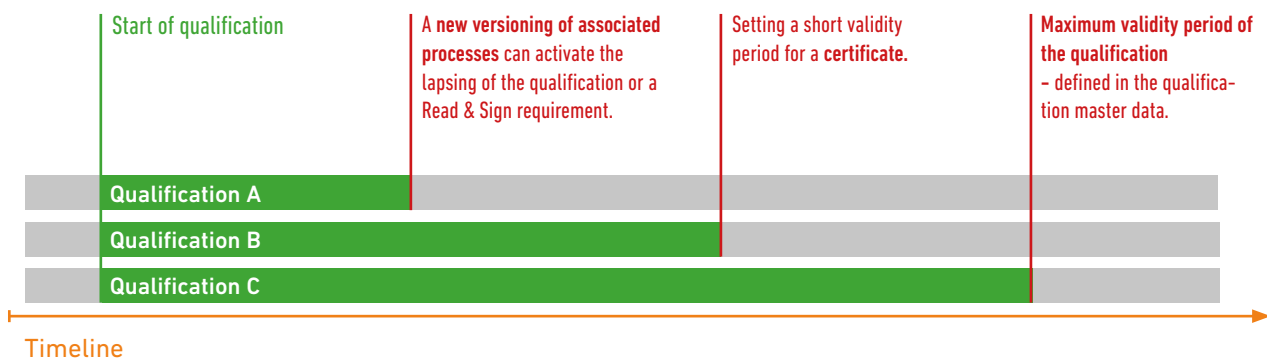 Start of qualification
A new versioning of associated
processes can activate the
lapsing of the qualification or a
Read & Sign requirement.
Setting a short validity
period for a certificate.
Maximum validity period of
the qualification
– defined in the qualifica-
tion master data.
Qualification A
Qualification B
Qualification C
Timeline